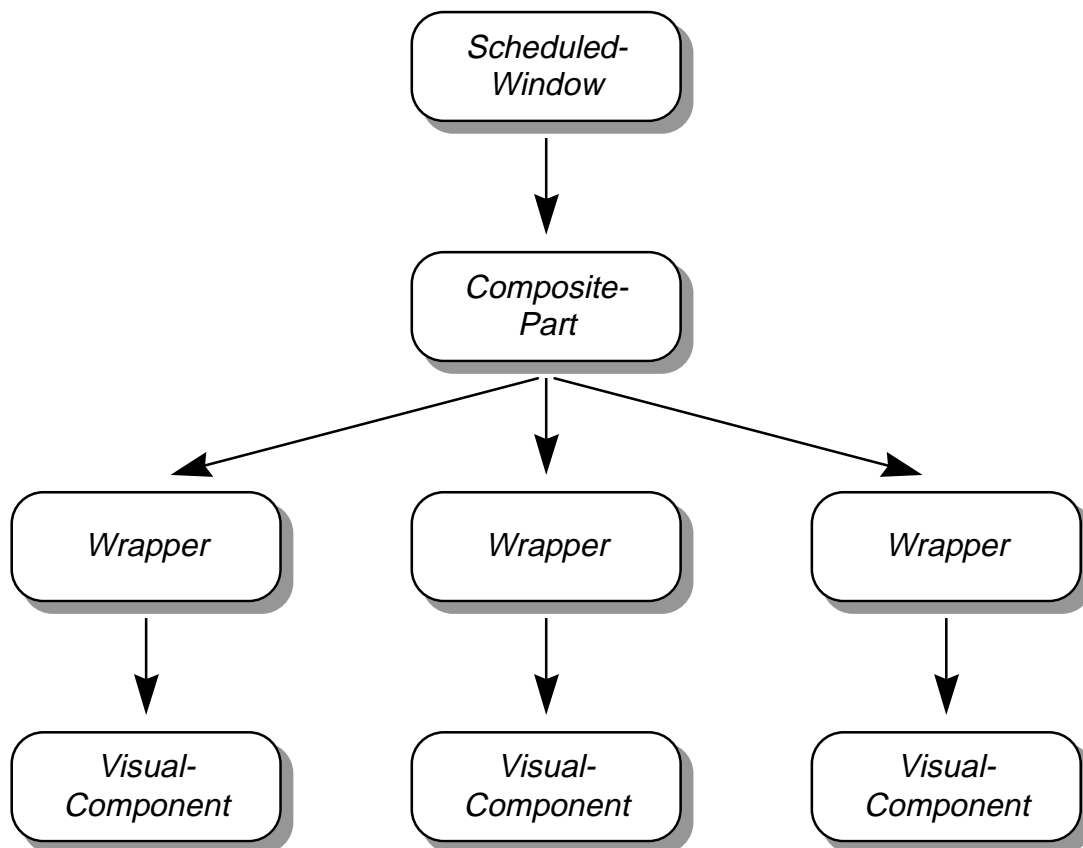 Scheduled-
Window
Composite-
Part
Wrapper
Wrapper
Wrapper
Visual-
Component
Visual-
Component
Visual-
Component